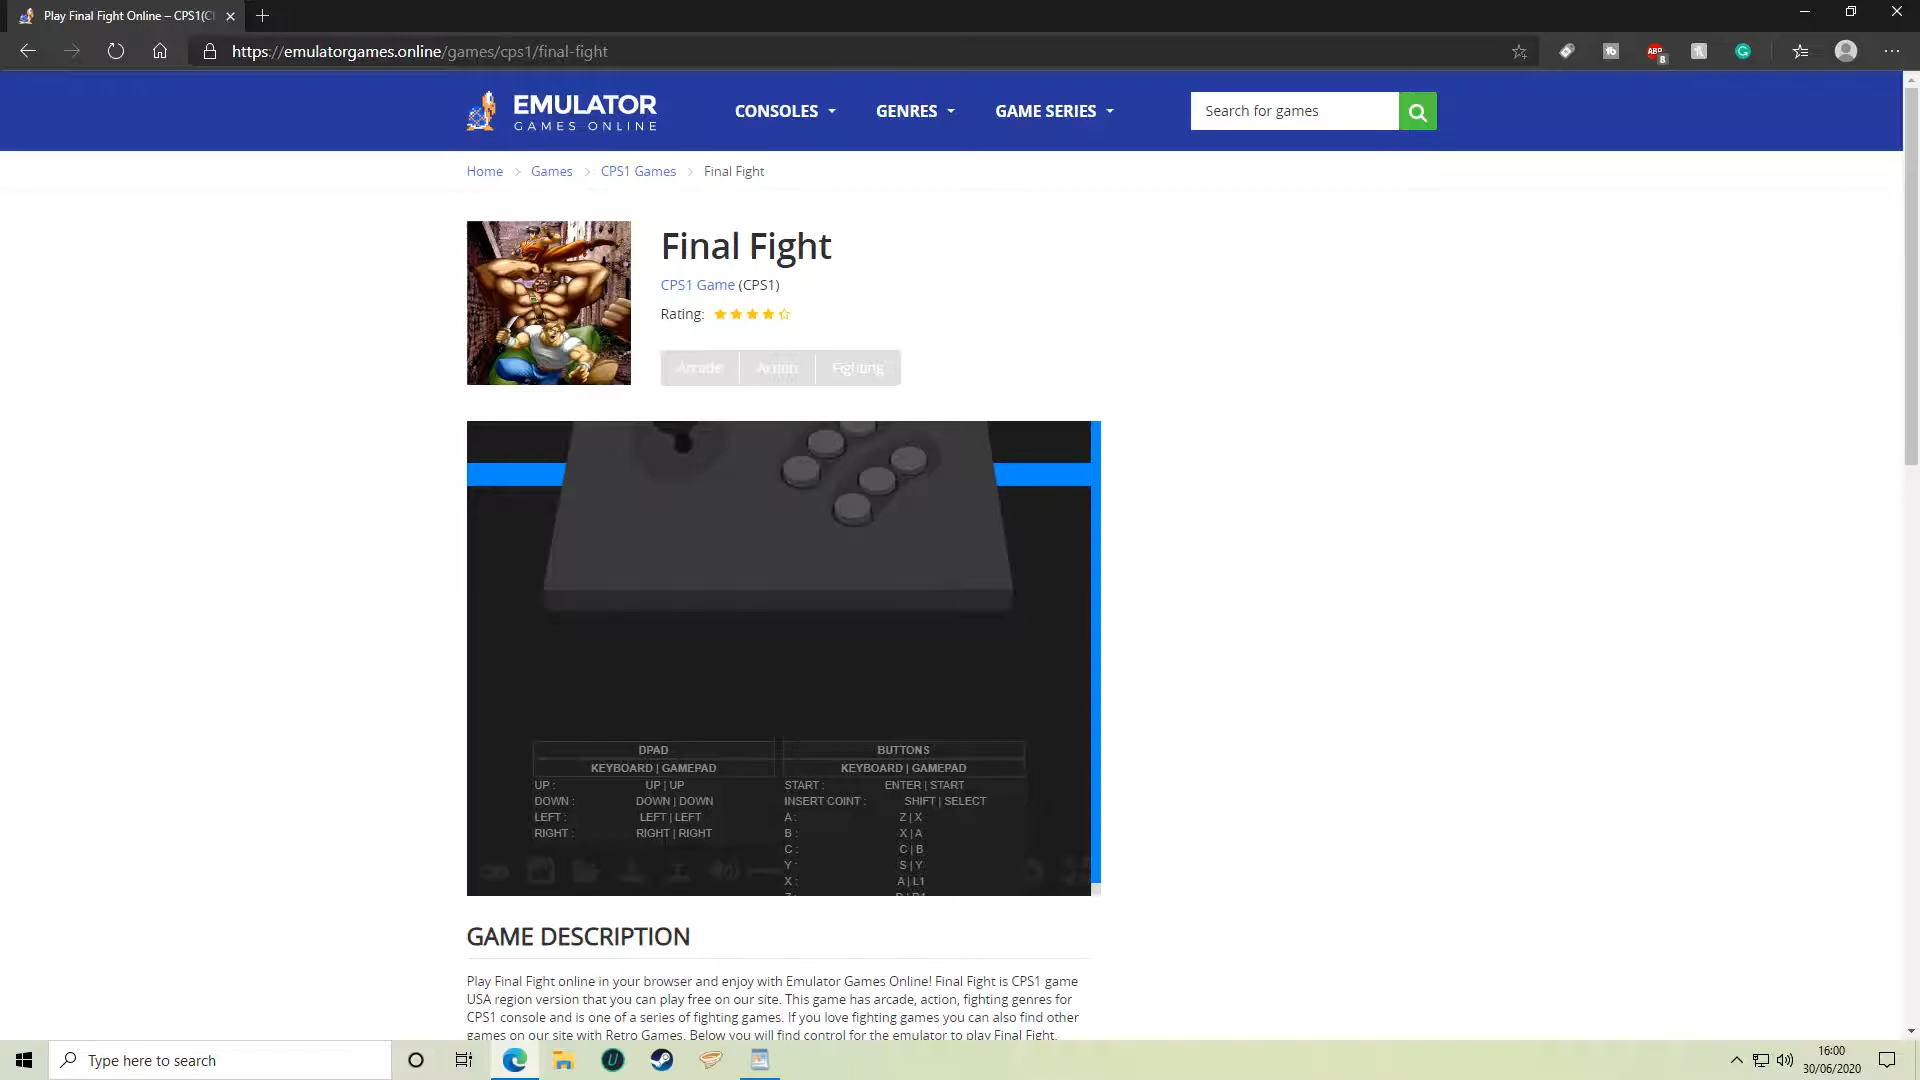 Play Final Fight Online – CPS1(C
https://emulatorgames.online/games/cps1/final-fight
ABP
8
EMULATOR
GAMES ONLINE
CONSOLES
GENRES
GAME SERIES
Search for games
Home
Games
CPS1 Games
Final Fight
Final Fight
CPS1 Game (CPS1)
Rating:
Arcade
Action
Fighting
DPAD
BUTTONS
KEYBOARD | GAMEPAD
KEYBOARD | GAMEPAD
UP : UP | UP
START : ENTER | START
DOWN : DOWN | DOWN
INSERT COINT : SHIFT | SELECT
LEFT : LEFT | LEFT
A : Z | X
RIGHT : RIGHT | RIGHT
B : X | A
C : C | B
Y : S | Y
X : A | L1
GAME DESCRIPTION
Play Final Fight online in your browser and enjoy with Emulator Games Online! Final Fight is CPS1 game
USA region version that you can play free on our site. This game has arcade, action, fighting genres for
CPS1 console and is one of a series of fighting games. If you love fighting games you can also find other
games on our site with Retro Games. Below you will find control for the emulator to play Final Fight.
Type here to search
16:00
30/06/2020